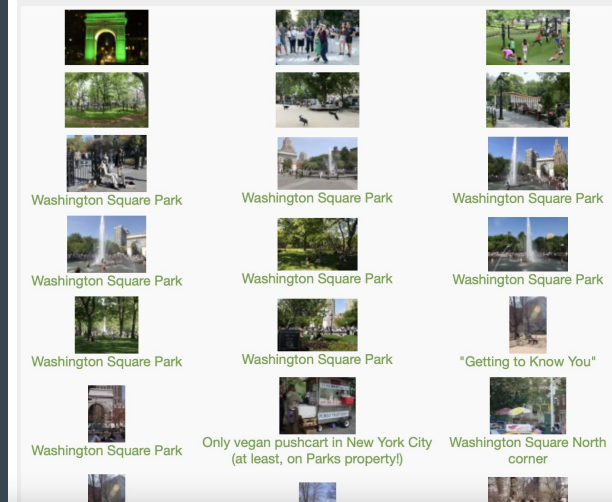 Washington Square Park
Washington Square Park
Washington Square Park
Washington Square Park
Washington Square Park
Washington Square Park
Washington Square Park
Washington Square Park
"Getting to Know You"
Washington Square Park
Only vegan pushcart in New York City
(at least, on Parks property!)
Washington Square North
corner